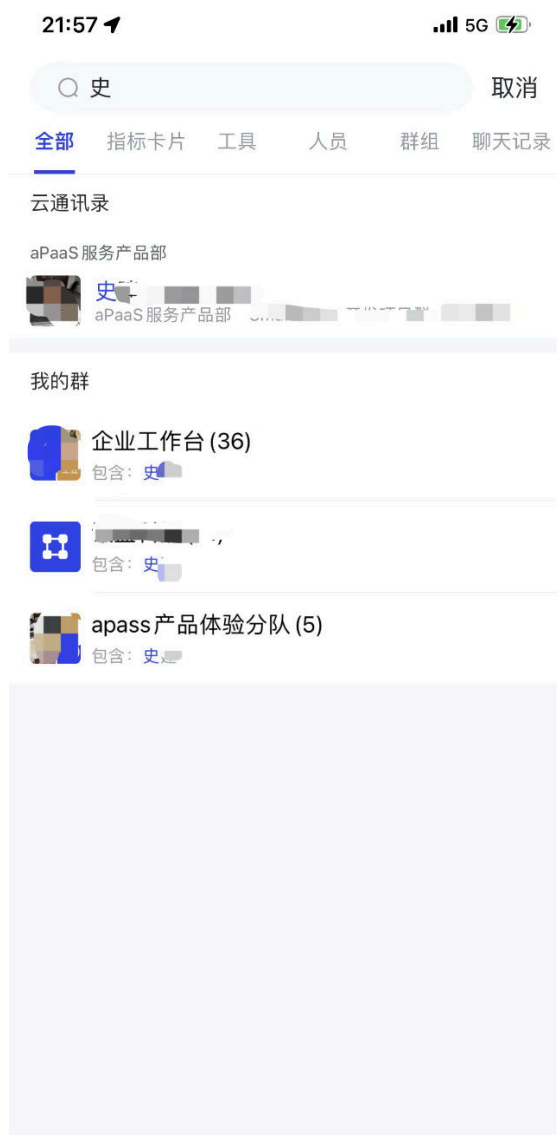 21:57 5G
史 取消
全部 指标卡片 工具 人员 群组 聊天记录
云通讯录
aPaaS服务产品部
史
aPaaS服务产品部
我的群
企业工作台(36)
包含：史
包含：史
apass产品体验分队(5)
包含：史